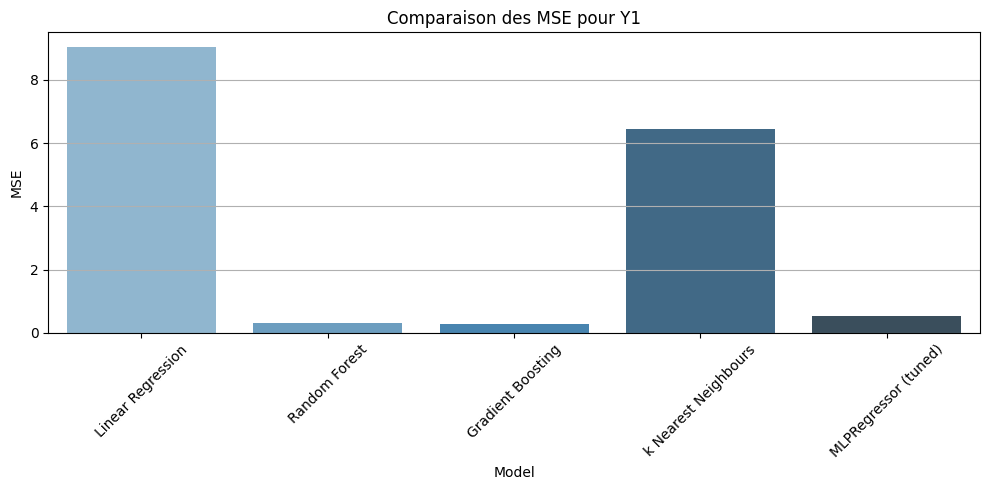 Comparaison des MSE pour Y1
MSE
8
6
4
2
0
Linear Regression
Random Forest
Gradient Boosting
k Nearest Neighbours
MLPRegressor (tuned)
Model